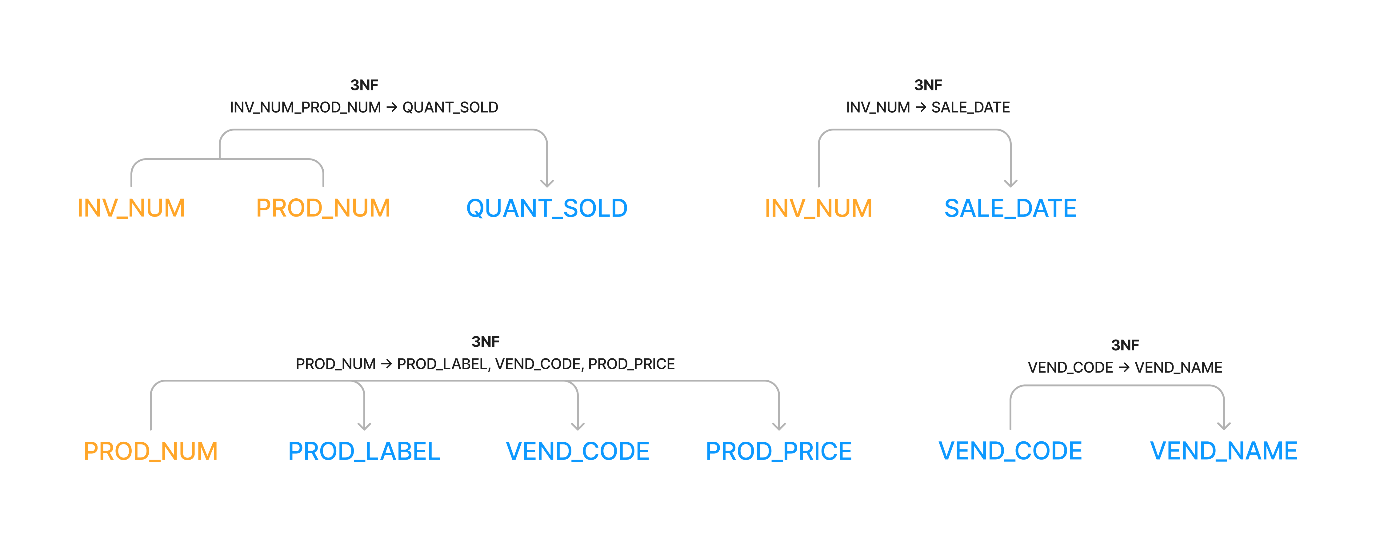 3NF
INV_NUM_PROD_NUM → QUANT_SOLD
INV_NUM PROD_NUM QUANT_SOLD
3NF
INV_NUM → SALE_DATE
INV_NUM SALE_DATE
3NF
PROD_NUM → PROD_LABEL, VEND_CODE, PROD_PRICE
PROD_NUM PROD_LABEL VEND_CODE PROD_PRICE
3NF
VEND_CODE → VEND_NAME
VEND_CODE VEND_NAME